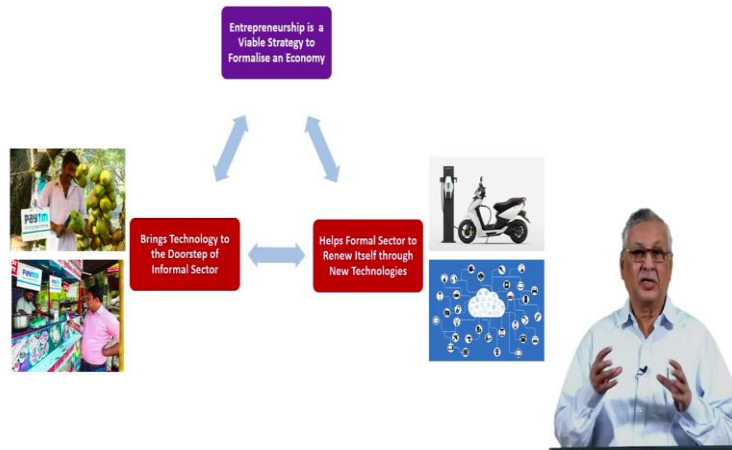 Entrepreneurship is a
Viable Strategy to
Formalise an Economy
paytm
Brings Technology to
the Doorstep of
Informal Sector
Helps Formal Sector to
Renew Itself through
New Technologies
paytm